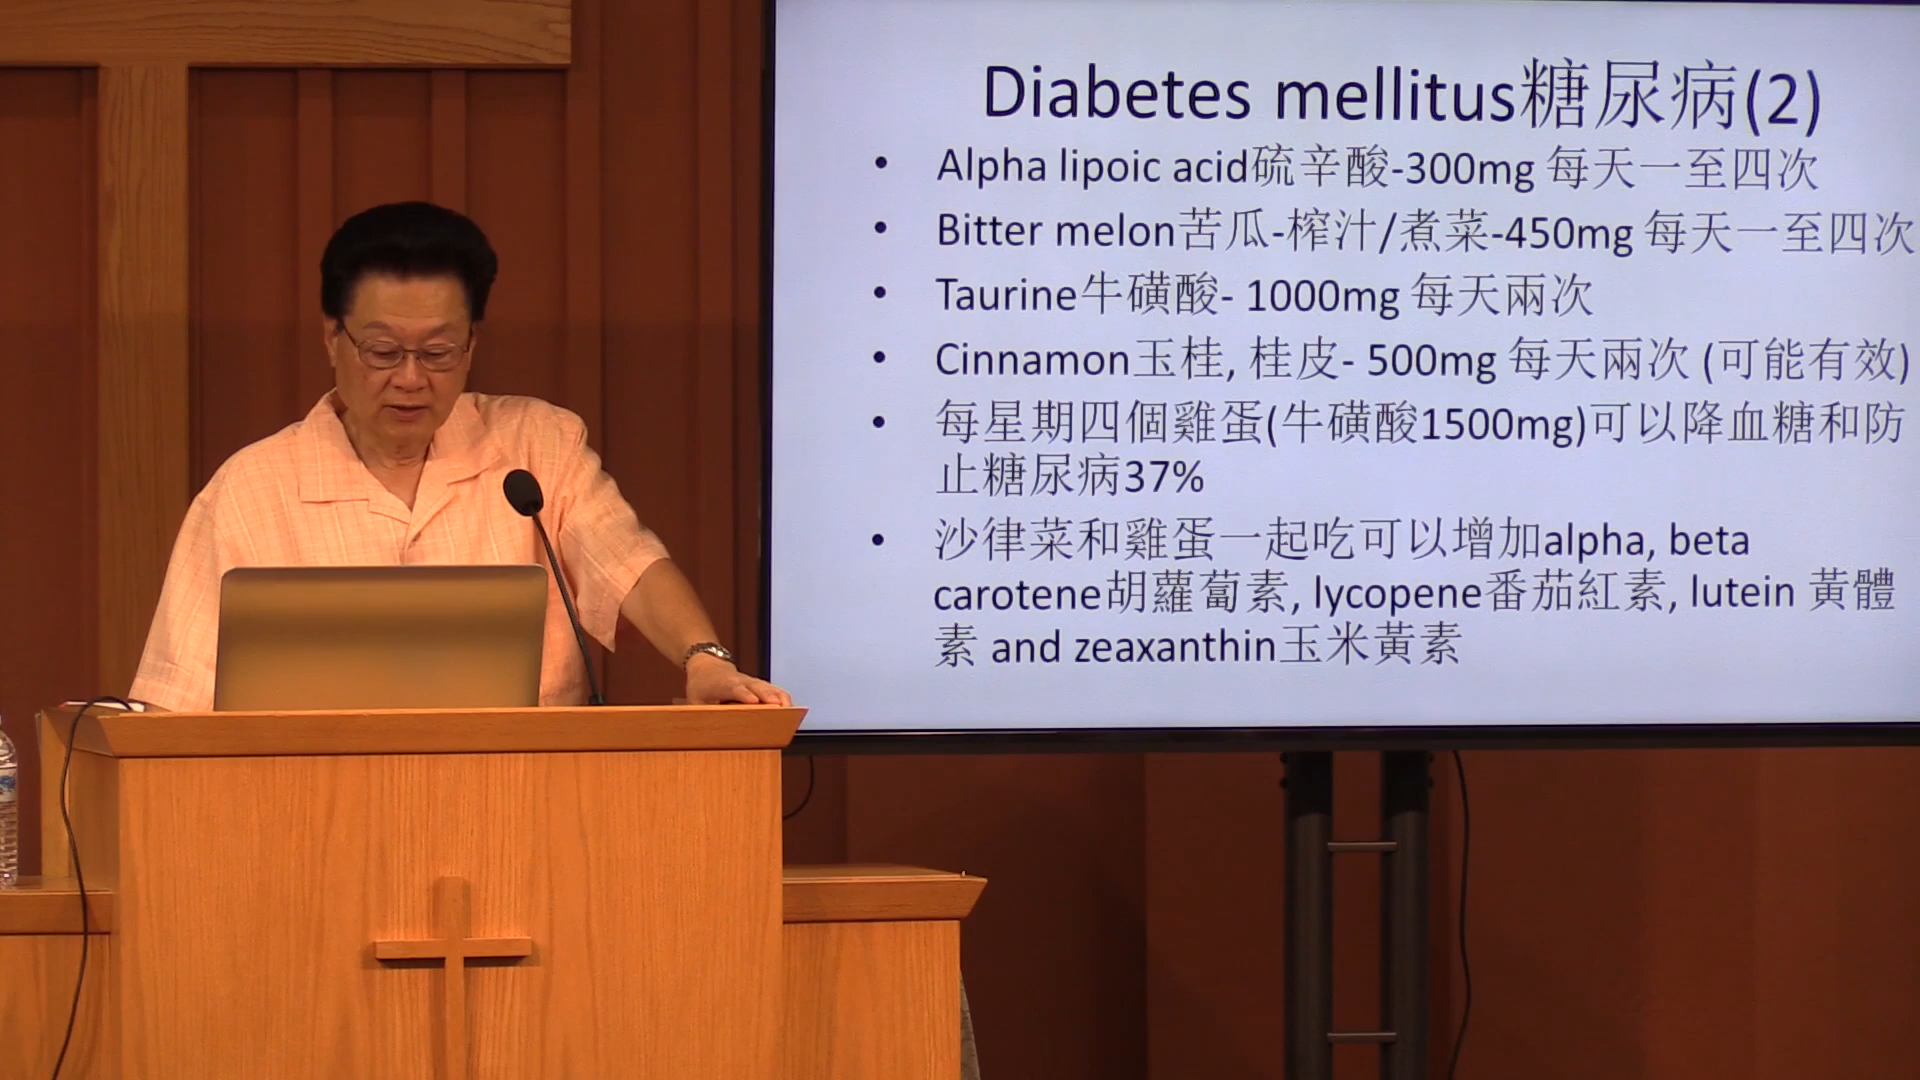 Diabetes mellitus糖尿病(2)
• Alpha lipoic acid硫辛酸-300mg 每天一至四次
• Bitter melon苦瓜-榨汁/煮菜-450mg 每天一至四次
• Taurine牛磺酸- 1000mg 每天兩次
• Cinnamon玉桂, 桂皮- 500mg 每天兩次 (可能有效)
• 每星期四個雞蛋(牛磺酸1500mg)可以降血糖和防
止糖尿病37%
• 沙律菜和雞蛋一起吃可以增加alpha, beta
carotene胡蘿蔔素, lycopene番茄紅素, lutein 黃體
素 and zeaxanthin玉米黃素